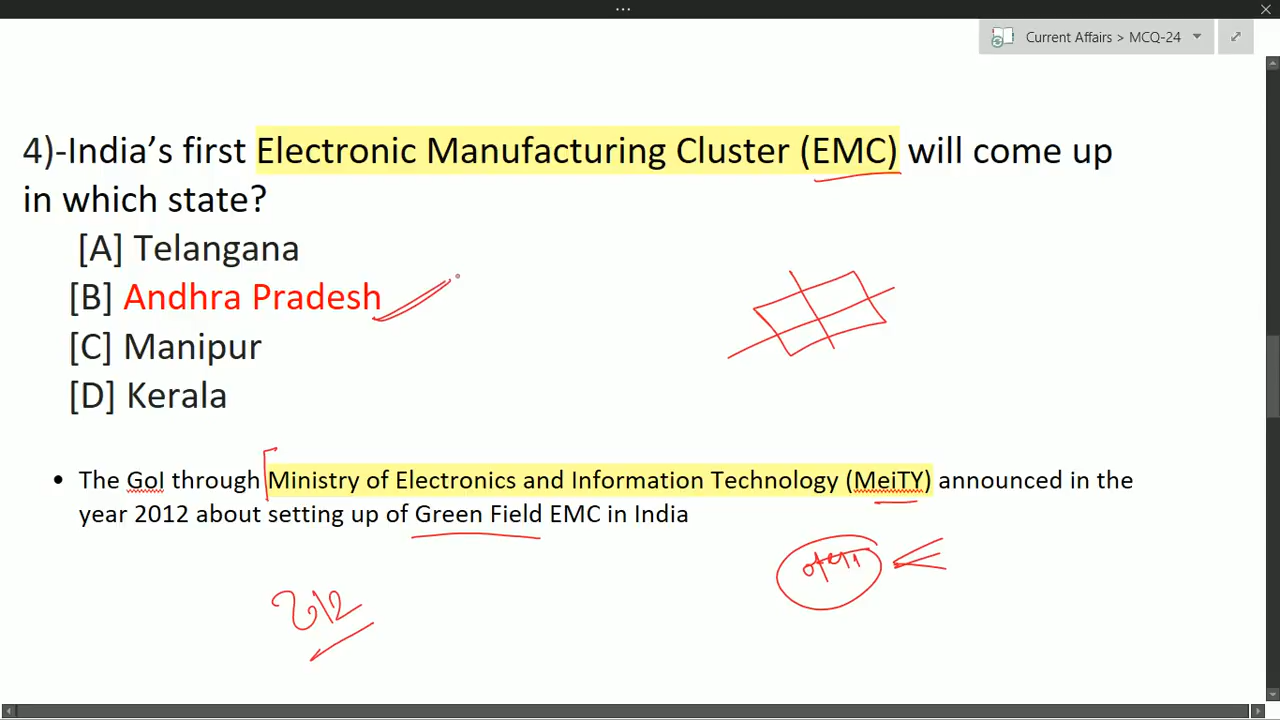 Current Affairs > MCQ-24
4)-India’s first Electronic Manufacturing Cluster (EMC) will come up
in which state?
[A] Telangana
[B] Andhra Pradesh
[C] Manipur
[D] Kerala
• The GoI through Ministry of Electronics and Information Technology (MeiTY) announced in the
year 2012 about setting up of Green Field EMC in India
2012